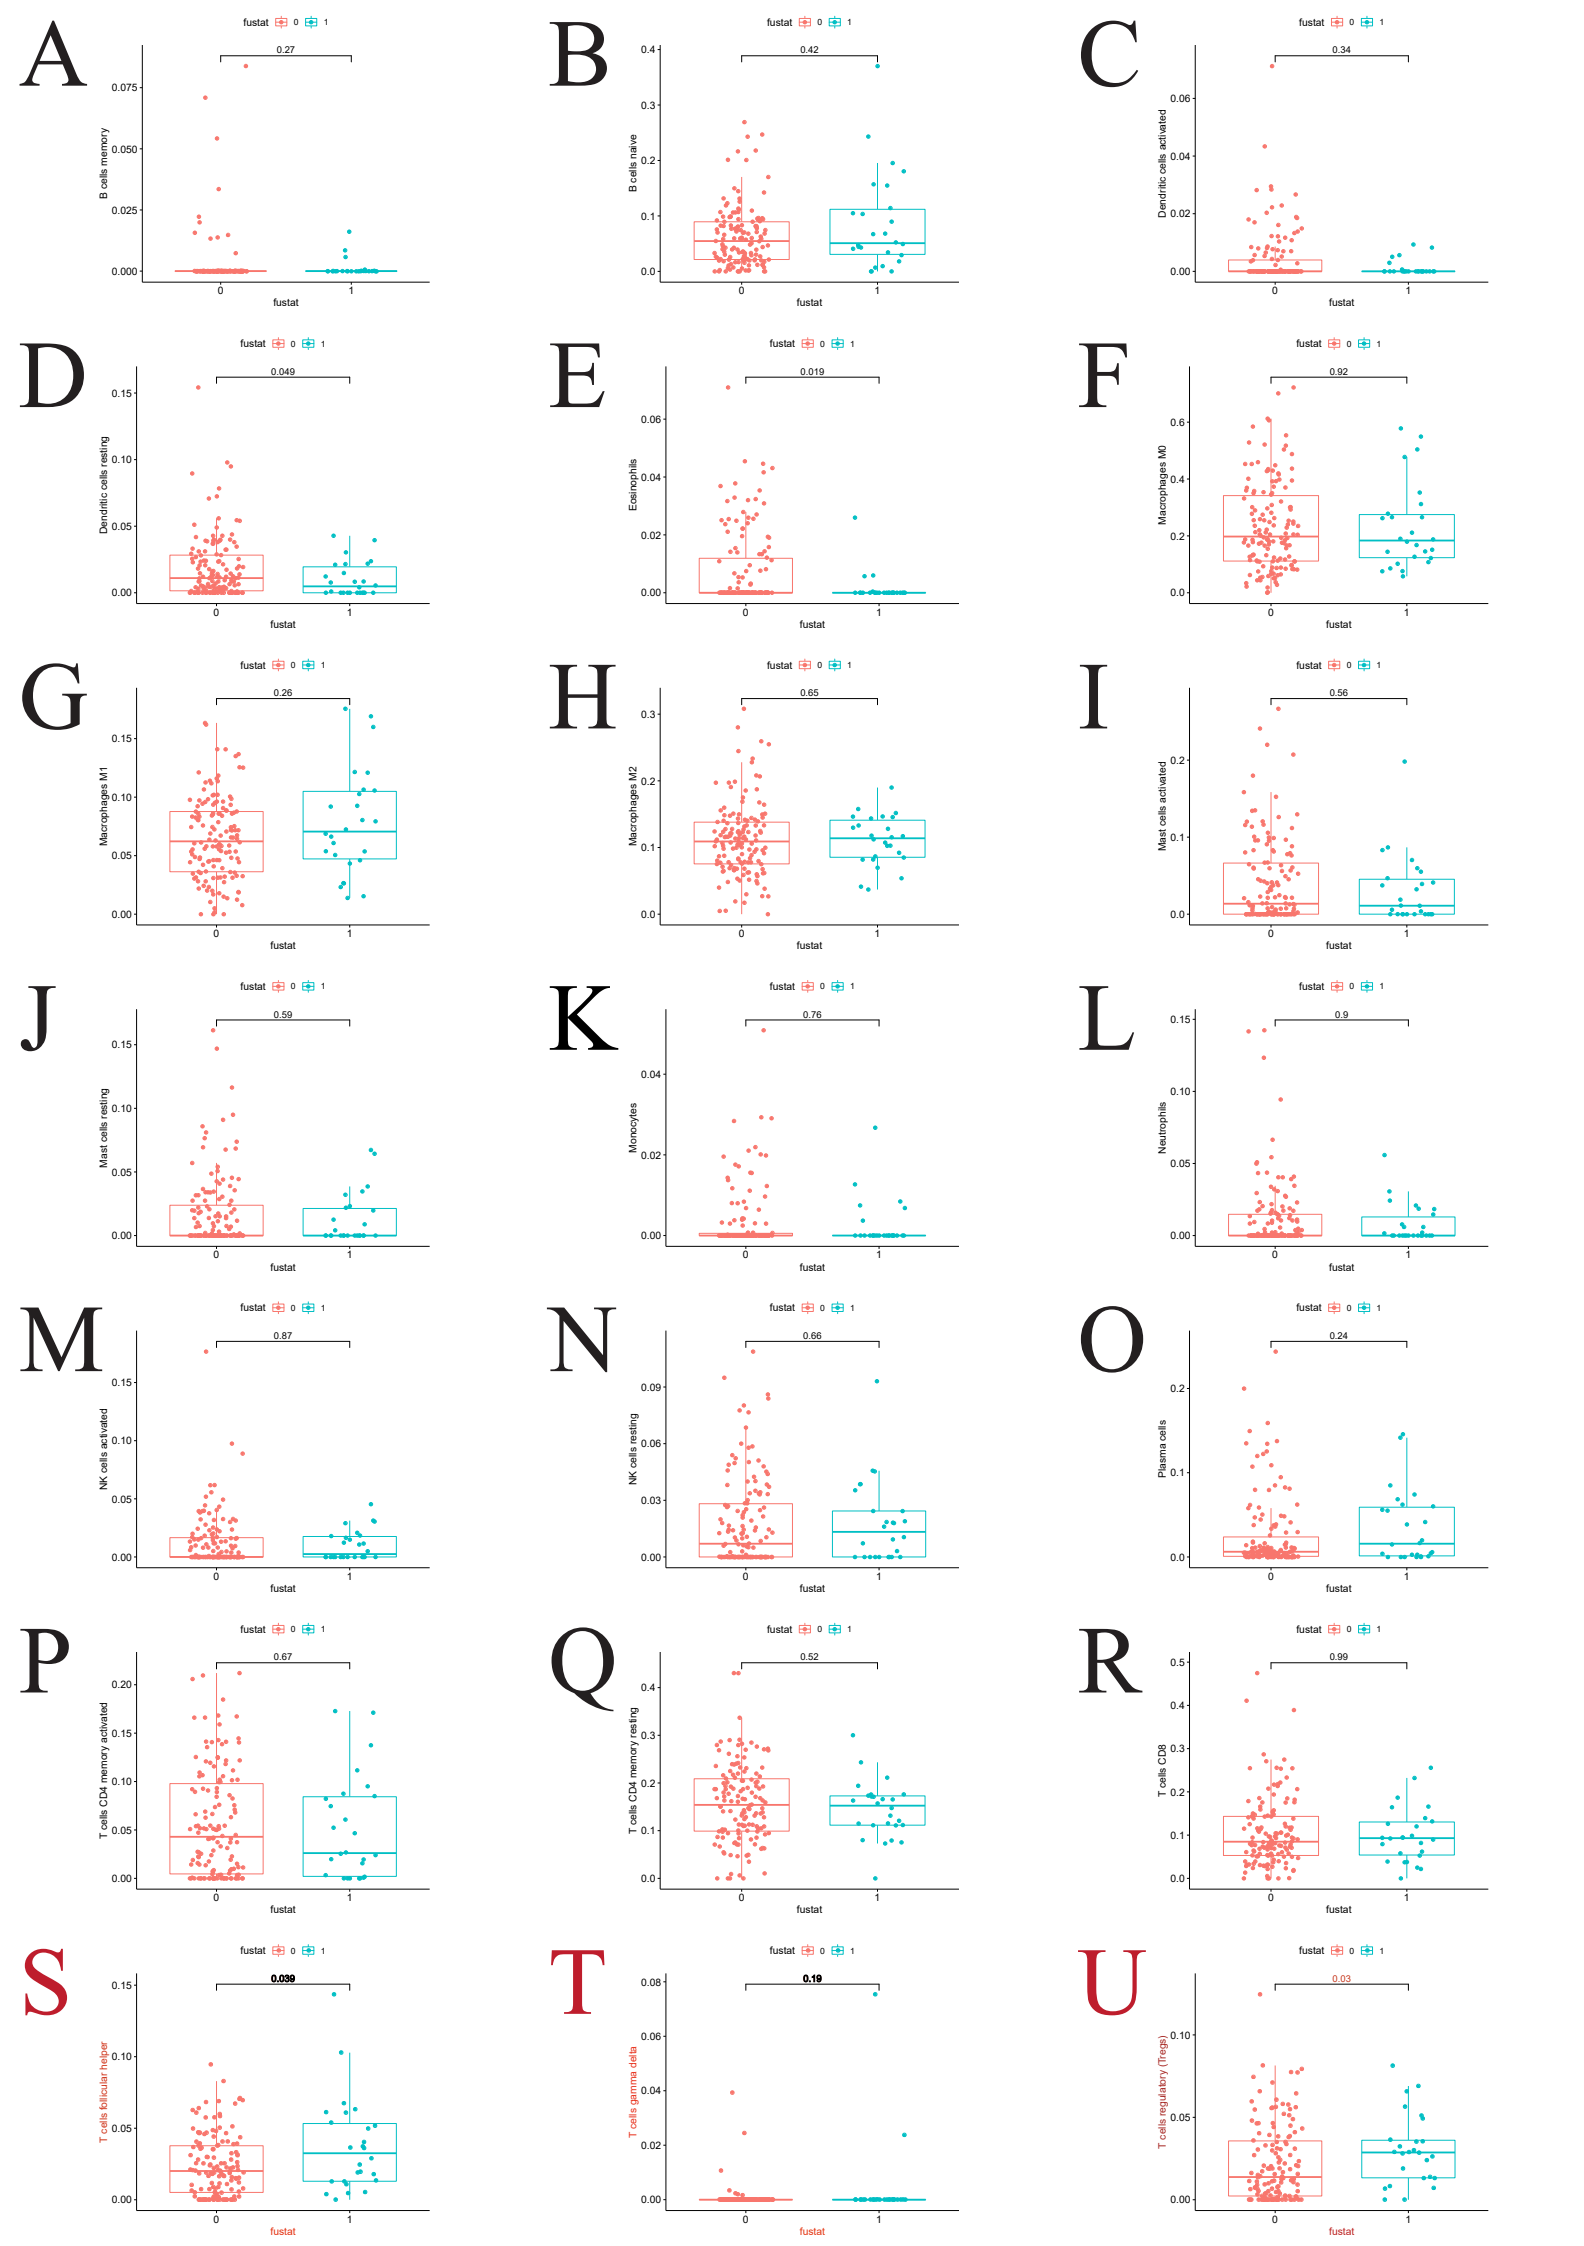 A
fustat 0 1
0.27
B cells memory
0.075
0.050
0.025
0.000
0 1
fustat
B
fustat 0 1
0.42
B cells naive
0.4
0.3
0.2
0.1
0.0
0 1
fustat
C
fustat 0 1
0.34
Dendritic cells activated
0.06
0.04
0.02
0.00
0 1
fustat
D
fustat 0 1
0.049
Dendritic cells resting
0.15
0.10
0.05
0.00
0 1
fustat
E
fustat 0 1
0.019
Eosinophils
0.06
0.04
0.02
0.00
0 1
fustat
F
fustat 0 1
0.92
Macrophages M0
0.6
0.4
0.2
0.0
0 1
fustat
G
fustat 0 1
0.26
Macrophages M1
0.15
0.10
0.05
0.00
0 1
fustat
H
fustat 0 1
0.65
Macrophages M2
0.3
0.2
0.1
0.0
0 1
fustat
I
fustat 0 1
0.56
Mast cells activated
0.2
0.1
0.0
0 1
fustat
J
fustat 0 1
0.59
Mast cells resting
0.15
0.10
0.05
0.00
0 1
fustat
K
fustat 0 1
0.76
Monocytes
0.04
0.02
0.00
0 1
fustat
L
fustat 0 1
0.9
Neutrophils
0.15
0.10
0.05
0.00
0 1
fustat
M
fustat 0 1
0.87
NK cells activated
0.15
0.10
0.05
0.00
0 1
fustat
N
fustat 0 1
0.66
NK cells resting
0.09
0.06
0.03
0.00
0 1
fustat
O
fustat 0 1
0.24
Plasma cells
0.2
0.1
0.0
0 1
fustat
P
fustat 0 1
0.67
T cells CD4 memory activated
0.20
0.15
0.10
0.05
0.00
0 1
fustat
Q
fustat 0 1
0.52
T cells CD4 memory resting
0.4
0.3
0.2
0.1
0.0
0 1
fustat
R
fustat 0 1
0.99
T cells CD8
0.5
0.4
0.3
0.2
0.1
0.0
0 1
fustat
S
fustat 0 1
0.039
T cells follicular helper
0.15
0.10
0.05
0.00
0 1
fustat
T
fustat 0 1
0.19
T cells gamma delta
0.08
0.06
0.04
0.02
0.00
0 1
fustat
U
fustat 0 1
0.03
T cells regulatory (Tregs)
0.10
0.05
0.00
0 1
fustat